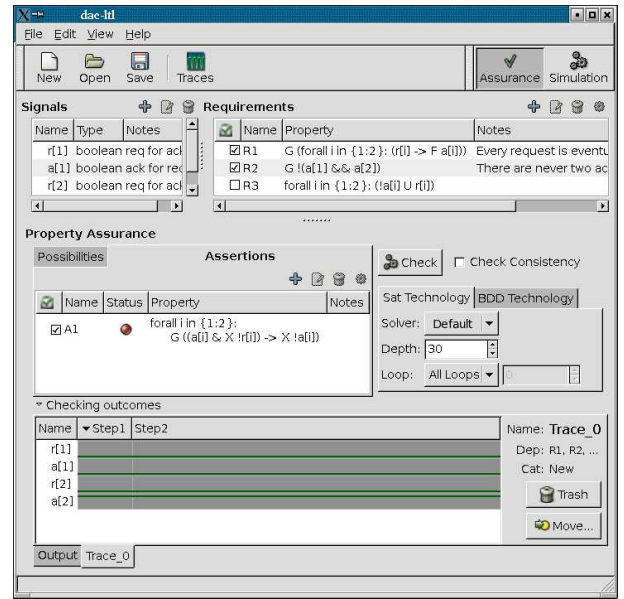 dac-ltl
File Edit View Help
New Open Save Traces Assurance Simulation
Signals Requirements
Name Type Notes Name Property Notes
r[1] boolean req for ack R1 G (forall i in {1:2}: (r[i] -> F a[i])) Every request is eventu
a[1] boolean ack for req R2 G !(a[1] && a[2]) There are never two ac
r[2] boolean req for ack R3 forall i in {1:2}: (!a[i] U r[i])
Property Assurance
Possibilities Assertions
Check Check Consistency
Name Status Property Notes
A1 forall i in {1:2}:
G ((a[i] & X !r[i]) -> X !a[i])
Sat Technology BDD Technology
Solver: Default
Depth: 30
Loop: All Loops 0
Checking outcomes
Name Step1 Step2
r[1]
a[1]
r[2]
a[2]
Name: Trace_0
Dep: R1, R2, ...
Cat: New
Trash
Move...
Output Trace_0